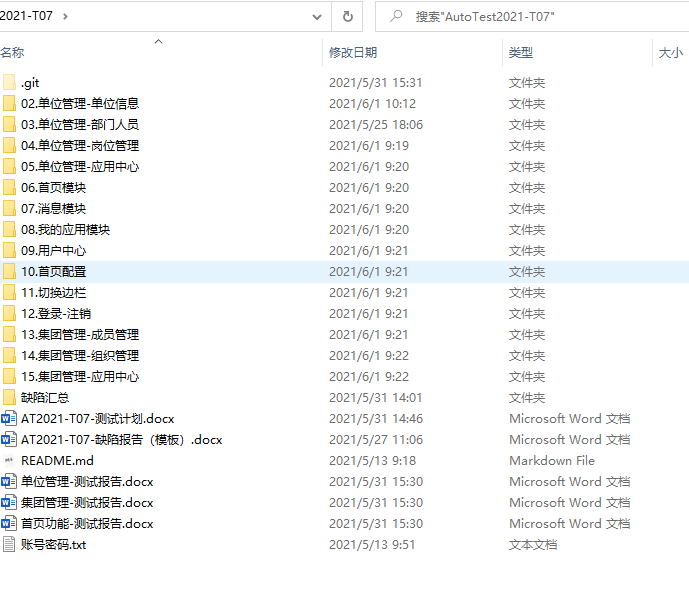 2021-T07 搜索"AutoTest2021-T07"
名称 修改日期 类型 大小
.git 2021/5/31 15:31 文件夹
02.单位管理-单位信息 2021/6/1 10:12 文件夹
03.单位管理-部门人员 2021/5/25 18:06 文件夹
04.单位管理-岗位管理 2021/6/1 9:19 文件夹
05.单位管理-应用中心 2021/6/1 9:20 文件夹
06.首页模块 2021/6/1 9:20 文件夹
07.消息模块 2021/6/1 9:20 文件夹
08.我的应用模块 2021/6/1 9:20 文件夹
09.用户中心 2021/6/1 9:21 文件夹
10.首页配置 2021/6/1 9:21 文件夹
11.切换边栏 2021/6/1 9:21 文件夹
12.登录-注销 2021/6/1 9:21 文件夹
13.集团管理-成员管理 2021/6/1 9:21 文件夹
14.集团管理-组织管理 2021/6/1 9:22 文件夹
15.集团管理-应用中心 2021/6/1 9:22 文件夹
缺陷汇总 2021/5/31 14:01 文件夹
AT2021-T07-测试计划.docx 2021/5/31 14:46 Microsoft Word 文档
AT2021-T07-缺陷报告（模板）.docx 2021/5/27 11:06 Microsoft Word 文档
README.md 2021/5/13 9:18 Markdown File
单位管理-测试报告.docx 2021/5/31 15:30 Microsoft Word 文档
集团管理-测试报告.docx 2021/5/31 15:30 Microsoft Word 文档
首页功能-测试报告.docx 2021/5/31 15:30 Microsoft Word 文档
账号密码.txt 2021/5/13 9:51 文本文档